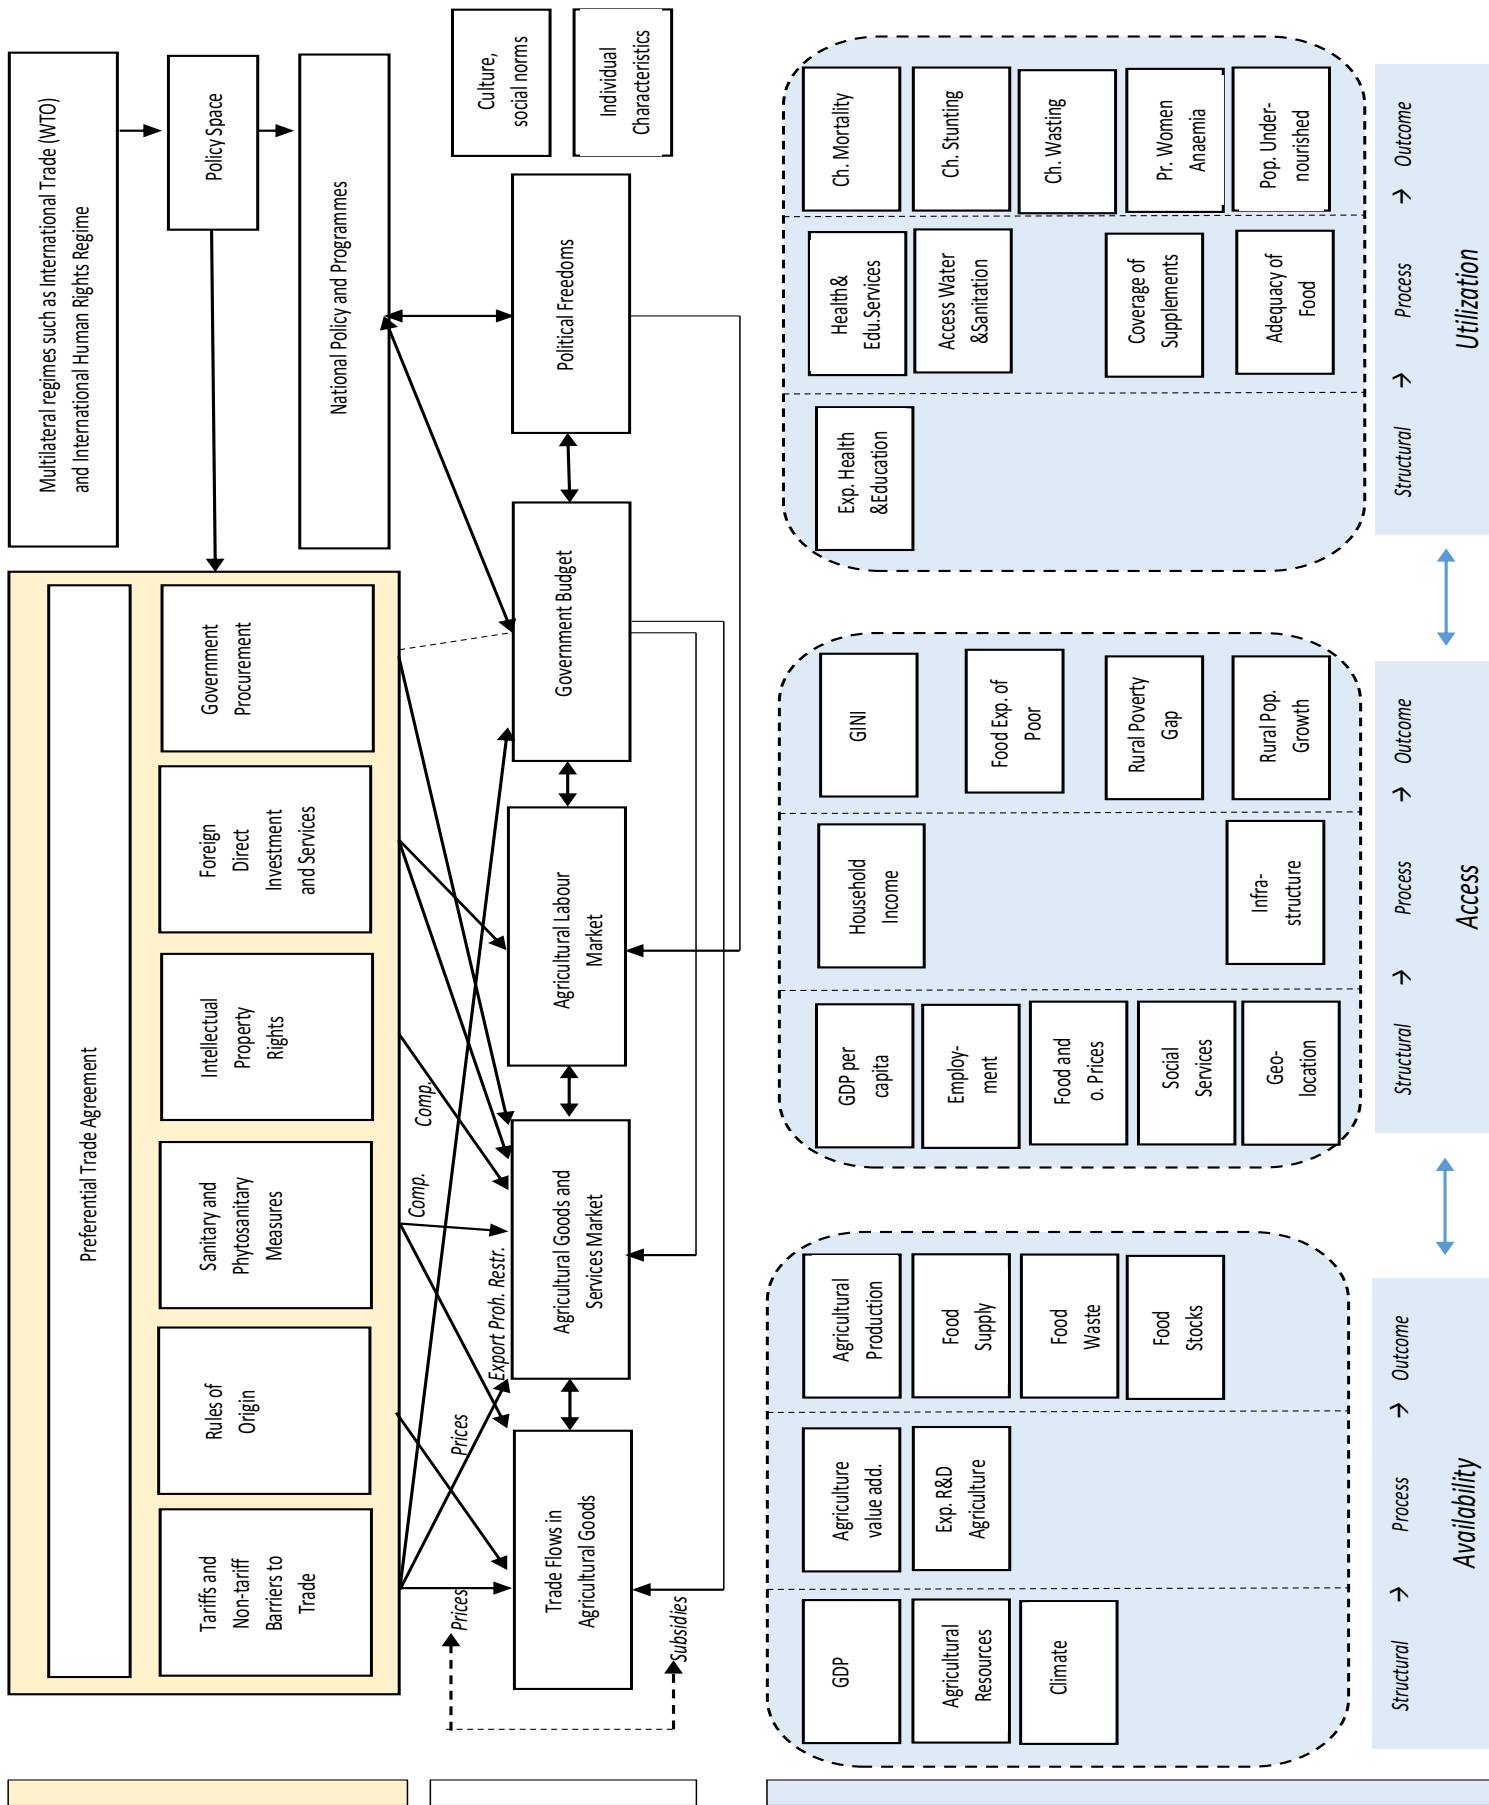 Multilateral regimes such as International Trade (WTO)
and International Human Rights Regime
Policy Space
National Policy and Programmes
Culture,
social norms
Individual
Characteristics
Preferential Trade Agreement
Tariffs and
Non-tariff
Barriers to
Trade
Rules of
Origin
Sanitary and
Phytosanitary
Measures
Intellectual
Property
Rights
Foreign
Direct
Investment
and Services
Government
Procurement
Prices
Prices
Export Proh. Restr.
Comp.
Comp.
Subsidies
Trade Flows in
Agricultural Goods
Agricultural Goods and
Services Market
Agricultural Labour
Market
Government Budget
Political Freedoms
GDP
Agricultural
Resources
Climate
Agriculture
value add.
Exp. R&D
Agriculture
Agricultural
Production
Food
Supply
Food
Waste
Food
Stocks
Structural → Process → Outcome
Availability
GDP per
capita
Employ-
ment
Food and
o. Prices
Social
Services
Geo-
location
Household
Income
Infra-
structure
GINI
Food Exp. of
Poor
Rural Poverty
Gap
Rural Pop.
Growth
Structural → Process → Outcome
Access
Exp. Health
&Education
Health&
Edu.Services
Access Water
&Sanitation
Coverage of
Supplements
Adequacy of
Food
Ch. Mortality
Ch. Stunting
Ch. Wasting
Pr. Women
Anaemia
Pop. Under-
nourished
Structural → Process → Outcome
Utilization